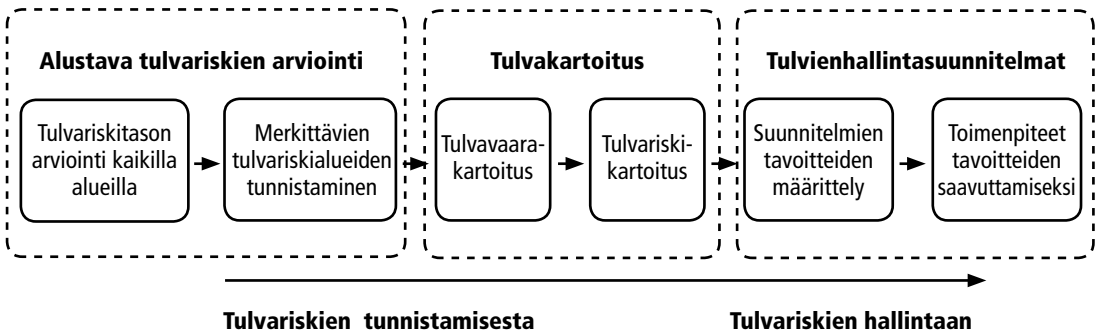 Alustava tulvariskien arviointi
Tulvariskitason
arviointi kaikilla
alueilla
Merkittävien
tulvariskialueiden
tunnistaminen
Tulvakartoitus
Tulvavaara-
kartoitus
Tulvariski-
kartoitus
Tulvienhallintasuunnitelmat
Suunnitelmien
tavoitteiden
määrittely
Toimenpiteet
tavoitteiden
saavuttamiseksi
Tulvariskien tunnistamisesta
Tulvariskien hallintaan